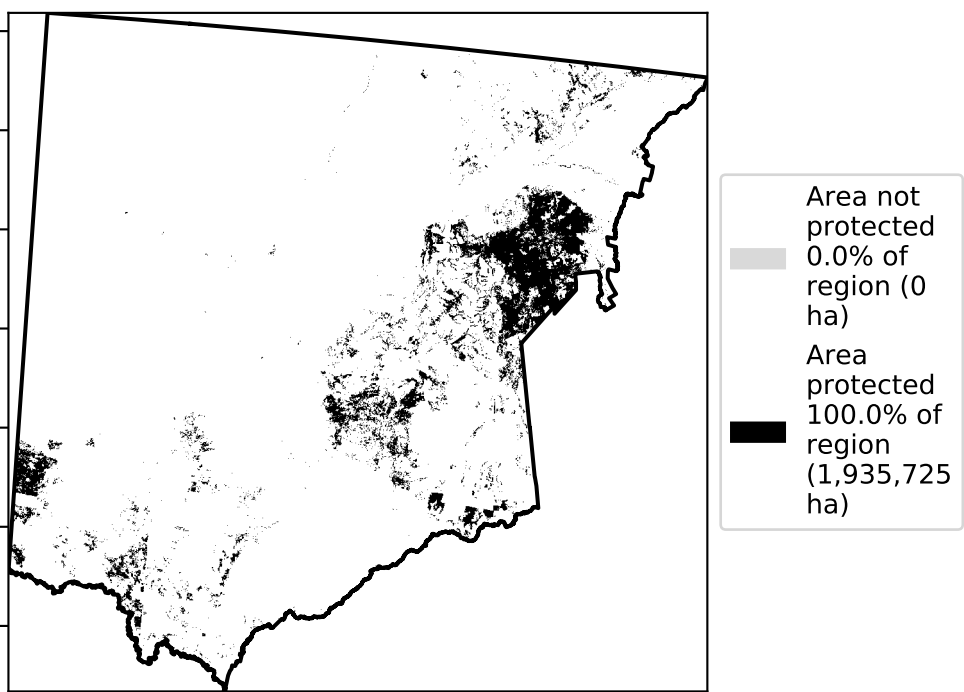 Area not
protected
0.0% of
region (0
ha)
Area
protected
100.0% of
region
(1,935,725
ha)